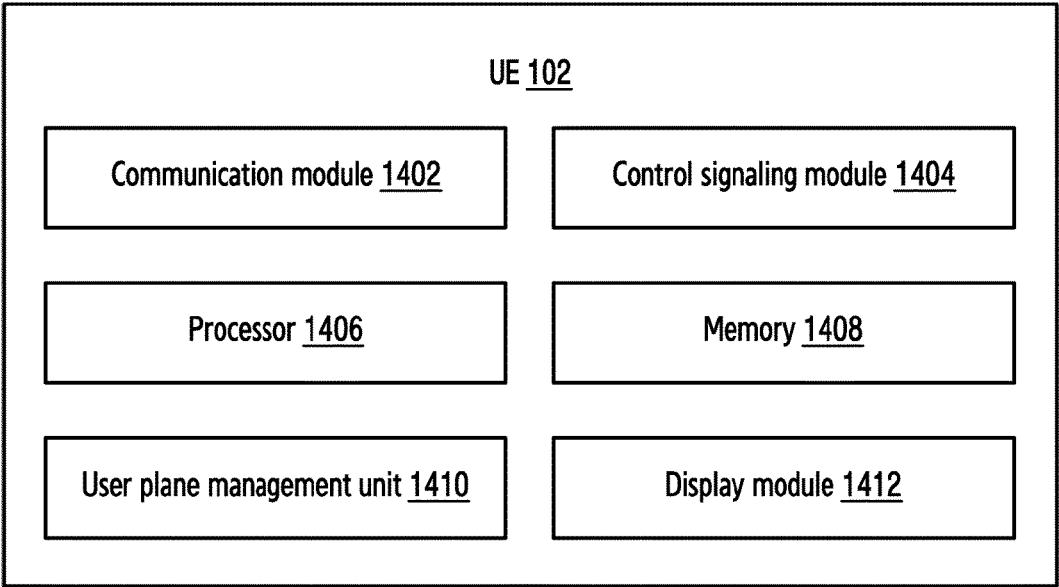 UE 102
Communication module 1402
Control signaling module 1404
Processor 1406
Memory 1408
User plane management unit 1410
Display module 1412